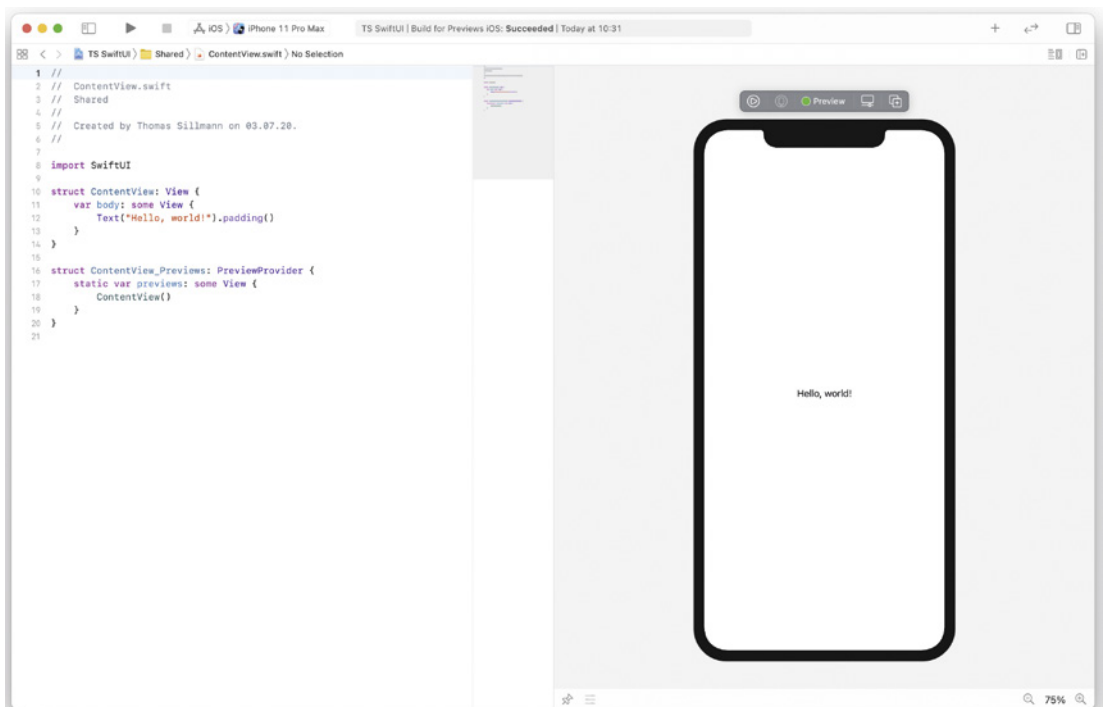 iOS 〉 iPhone 11 Pro Max
TS SwiftUI | Build for Previews iOS: Succeeded | Today at 10:31
TS SwiftUI 〉 Shared 〉 ContentView.swift 〉 No Selection
1 //
2 //  ContentView.swift
3 //  Shared
4 //
5 //  Created by Thomas Sillmann on 03.07.20.
6 //
7
8 import SwiftUI
9
10 struct ContentView: View {
11     var body: some View {
12         Text("Hello, world!").padding()
13     }
14 }
15
16 struct ContentView_Previews: PreviewProvider {
17     static var previews: some View {
18         ContentView()
19     }
20 }
21
Preview
Hello, world!
75%